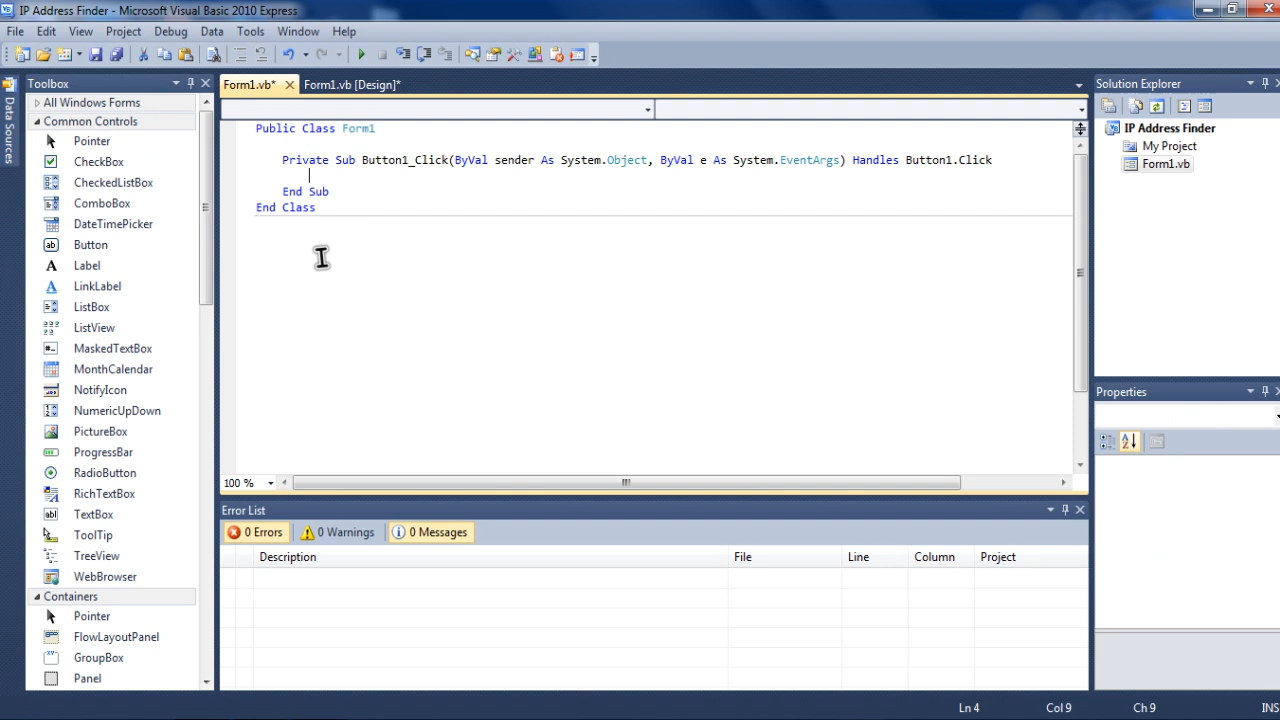 IP Address Finder - Microsoft Visual Basic 2010 Express
File Edit View Project Debug Data Tools Window Help
Data Sources
Toolbox
All Windows Forms
Common Controls
Pointer
CheckBox
CheckedListBox
ComboBox
DateTimePicker
Button
Label
LinkLabel
ListBox
ListView
MaskedTextBox
MonthCalendar
NotifyIcon
NumericUpDown
PictureBox
ProgressBar
RadioButton
RichTextBox
TextBox
ToolTip
TreeView
WebBrowser
Containers
Pointer
FlowLayoutPanel
GroupBox
Panel
Form1.vb* Form1.vb [Design]*
Public Class Form1
Private Sub Button1_Click(ByVal sender As System.Object, ByVal e As System.EventArgs) Handles Button1.Click
End Sub
End Class
100 %
Error List
0 Errors 0 Warnings 0 Messages
Description File Line Column Project
Solution Explorer
IP Address Finder
My Project
Form1.vb
Properties
Ln 4 Col 9 Ch 9 INS